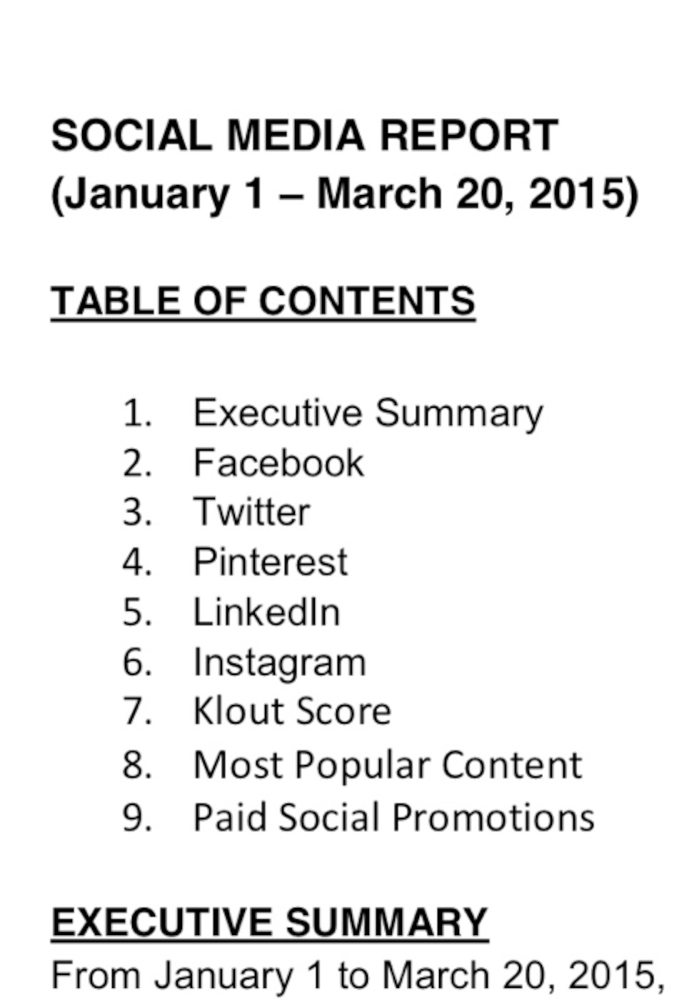 SOCIAL MEDIA REPORT
(January 1 – March 20, 2015)
TABLE OF CONTENTS
1. Executive Summary
2. Facebook
3. Twitter
4. Pinterest
5. LinkedIn
6. Instagram
7. Klout Score
8. Most Popular Content
9. Paid Social Promotions
EXECUTIVE SUMMARY
From January 1 to March 20, 2015,